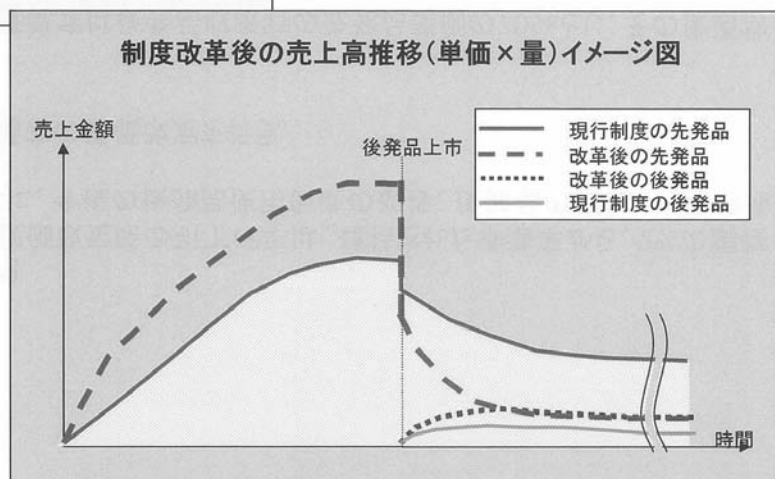 制度改革後の売上高推移(単価×量)イメージ図
売上金額
後発品上市
現行制度の先発品
改革後の先発品
改革後の後発品
現行制度の後発品
時間